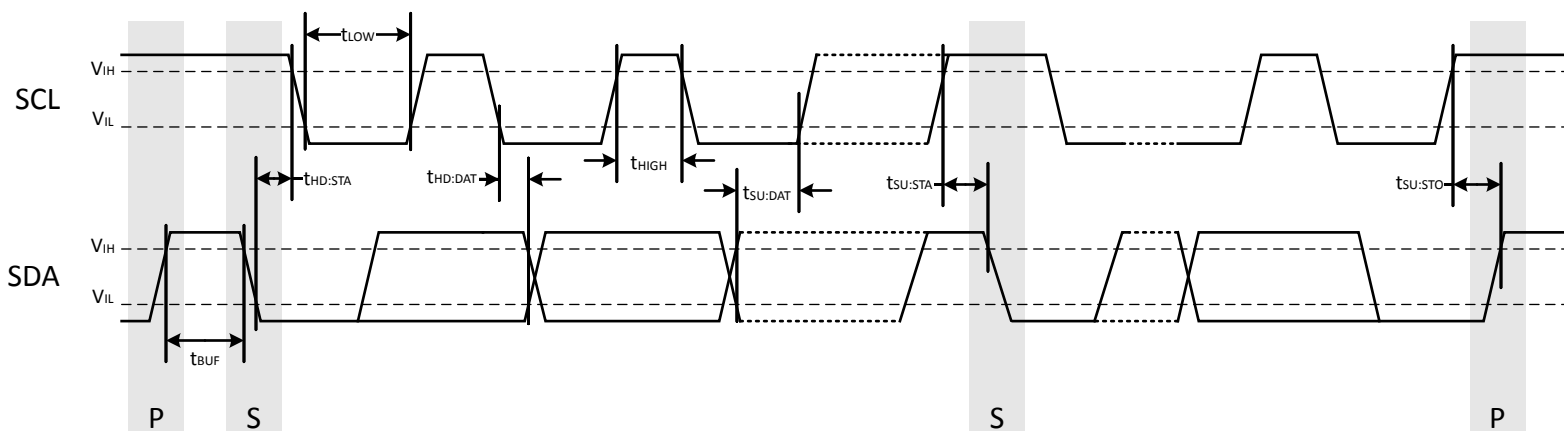 tLOW
VIH
SCL
VIL
tHD:STA
tHD:DAT
tHIGH
tSU:DAT
tSU:STA
tSU:STO
VIH
SDA
VIL
tBUF
P
S
S
P